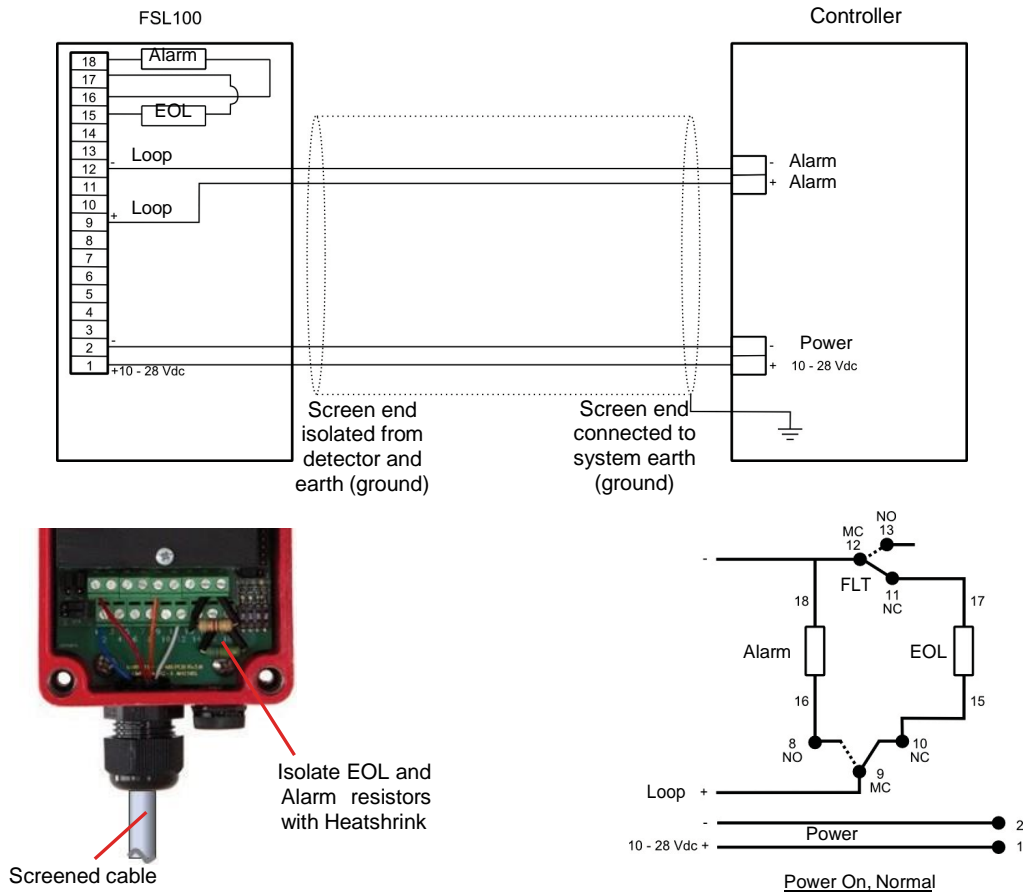 FSL100
Controller
18
17
16
15
14
13
12
11
10
9
8
7
6
5
4
3
2
1
Alarm
EOL
- Loop
+ Loop
-
+10 - 28 Vdc
- Alarm
+ Alarm
- Power
+ 10 - 28 Vdc
Screen end
isolated from
detector and
earth (ground)
Screen end
connected to
system earth
(ground)
Isolate EOL and
Alarm resistors
with Heatshrink
Screened cable
NO
13
MC
12
-
FLT
11
NC
18
17
Alarm
EOL
16
15
8
NO
10
NC
9
MC
Loop +
-
Power
2
10 - 28 Vdc +
1
Power On, Normal